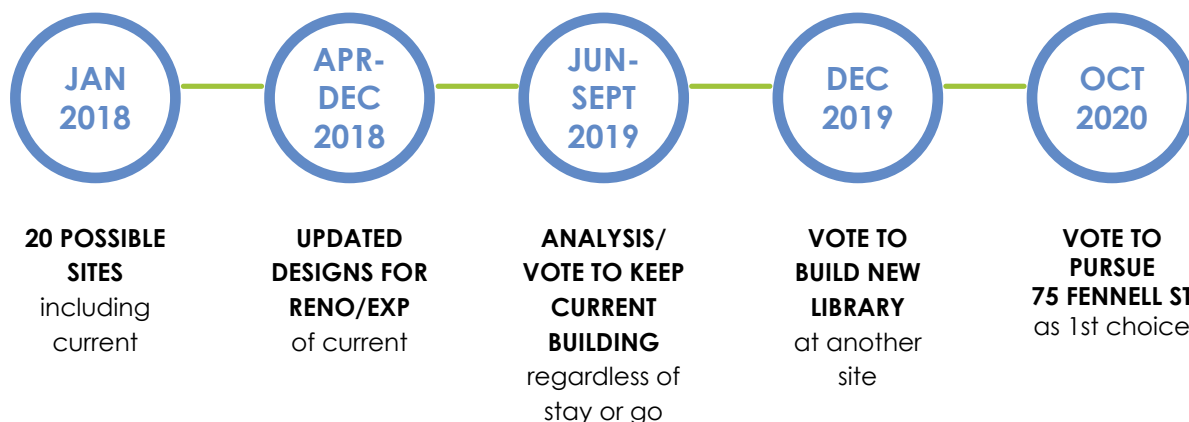 JAN
2018
APR-
DEC
2018
JUN-
SEPT
2019
DEC
2019
OCT
2020
20 POSSIBLE
SITES
including
current
UPDATED
DESIGNS FOR
RENO/EXP
of current
ANALYSIS/
VOTE TO KEEP
CURRENT
BUILDING
regardless of
stay or go
VOTE TO
BUILD NEW
LIBRARY
at another
site
VOTE TO
PURSUE
75 FENNELL ST
as 1st choice